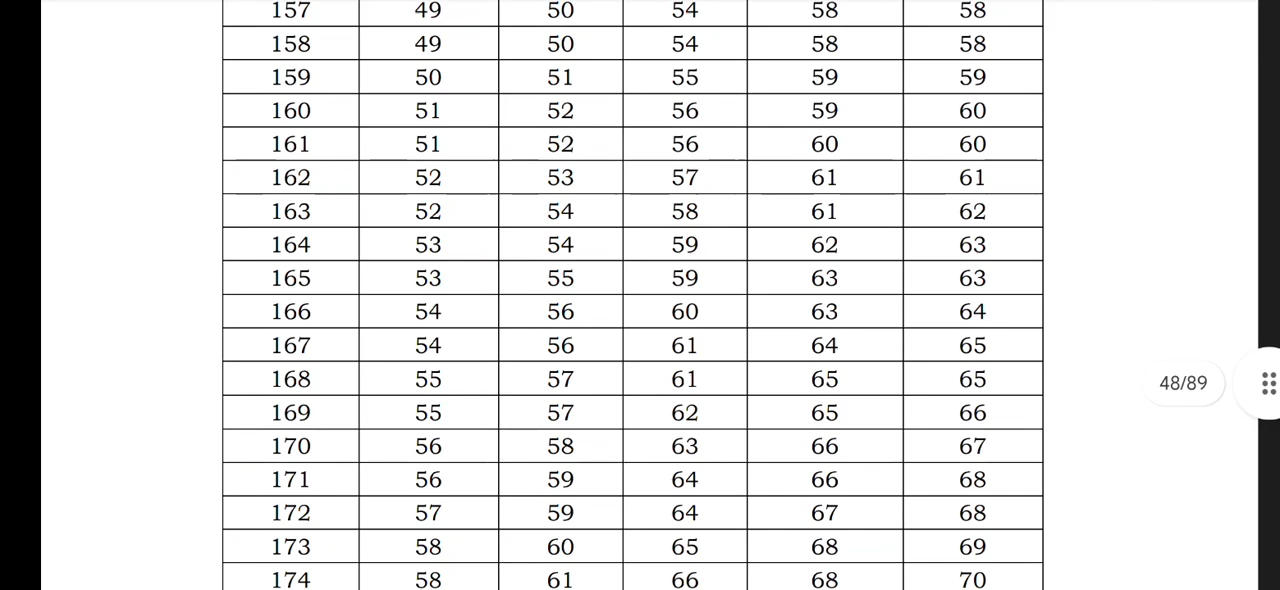 157 49 50 54 58 58
158 49 50 54 58 58
159 50 51 55 59 59
160 51 52 56 59 60
161 51 52 56 60 60
162 52 53 57 61 61
163 52 54 58 61 62
164 53 54 59 62 63
165 53 55 59 63 63
166 54 56 60 63 64
167 54 56 61 64 65
168 55 57 61 65 65
48/89
169 55 57 62 65 66
170 56 58 63 66 67
171 56 59 64 66 68
172 57 59 64 67 68
173 58 60 65 68 69
174 58 61 66 68 70